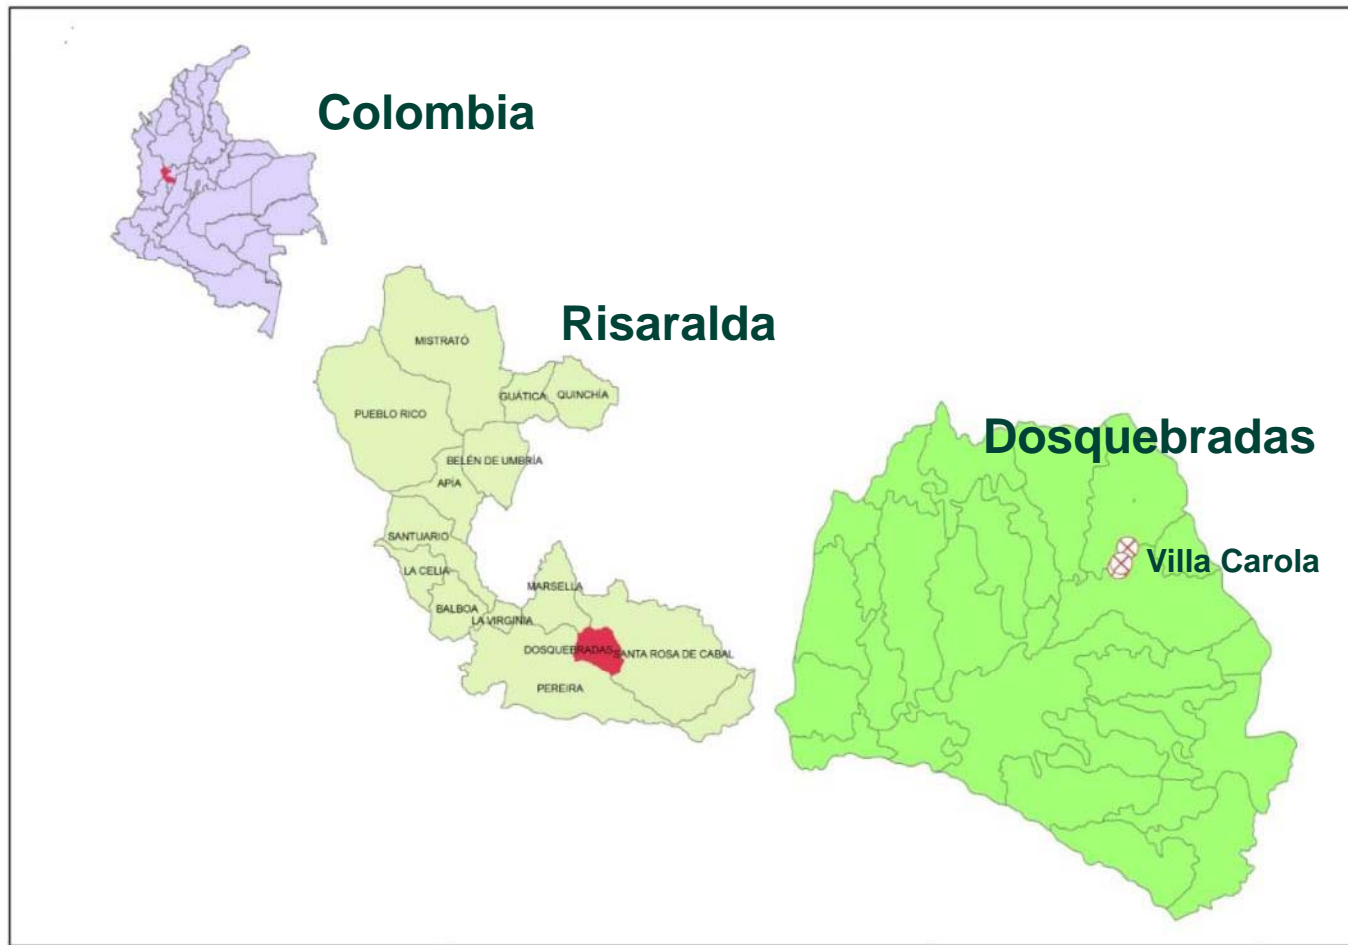 Colombia
Risaralda
MISTRATÓ
GUÁTICA
QUINCHÍA
PUEBLO RICO
BELÉN DE UMBRÍA
APÍA
SANTUARIO
LA CELIA
BALBOA
LA VIRGINIA
MARSELLA
DOSQUEBRADAS
SANTA ROSA DE CABAL
PEREIRA
Dosquebradas
Villa Carola